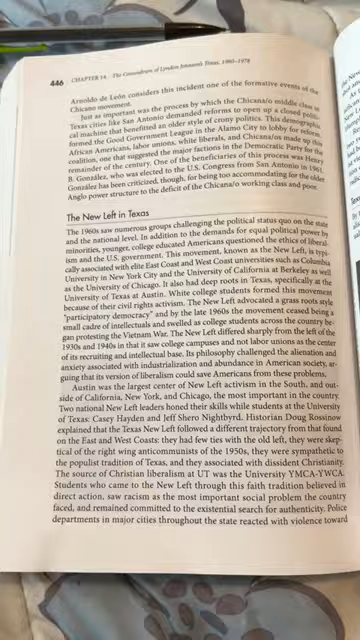 446 CHAPTER 14 The Conundrum of Lyndon Johnson's Texas, 1960–1978
Arnoldo de León considers this incident one of the formative events of the
Chicano movement.
Just as important was the process by which the Chicana/o middle class in
Texas cities like San Antonio demanded reforms to open up a closed politi-
cal machine that benefited an older style of crony politics. This demographic
formed the Good Government League in the Alamo City to lobby for reform.
African Americans, labor unions, white liberals, and Chicana/os made up this
coalition, one that suggested the major factions in the Democratic Party for the
remainder of the century. One of the beneficiaries of this process was Henry
B. González, who was elected to the U.S. Congress from San Antonio in 1961.
González has been criticized, though, for being too accommodating for the older
Anglo power structure to the deficit of the Chicana/o working class and poor.
The New Left in Texas
The 1960s saw numerous groups challenging the political status quo on the state
and the national level. In addition to the demands for equal political power by
minorities, younger, college educated Americans questioned the ethics of liberal-
ism and the U.S. government. This movement, known as the New Left, is typi-
cally associated with elite East Coast and West Coast universities such as Columbia
University in New York City and the University of California at Berkeley as well
as the University of Chicago. It also had deep roots in Texas, specifically at the
University of Texas at Austin. White college students formed this movement
because of their civil rights activism. The New Left advocated a grass roots style
"participatory democracy" and by the late 1960s the movement ceased being a
small cadre of intellectuals and swelled as college students across the country be-
gan protesting the Vietnam War. The New Left differed sharply from the left of the
1930s and 1940s in that it saw college campuses and not labor unions as the center
of its recruiting and intellectual base. Its philosophy challenged the alienation and
anxiety associated with industrialization and abundance in American society, ar-
guing that its version of liberalism could save Americans from these problems.
Austin was the largest center of New Left activism in the South, and out-
side of California, New York, and Chicago, the most important in the country.
Two national New Left leaders honed their skills while students at the University
of Texas: Casey Hayden and Jeff Shero Nightbyrd. Historian Doug Rossinow
explained that the Texas New Left followed a different trajectory from that found
on the East and West Coasts: they had few ties with the old left, they were skep-
tical of the right wing anticommunists of the 1950s, they were sympathetic to
the populist tradition of Texas, and they associated with dissident Christianity.
The source of Christian liberalism at UT was the University YMCA-YWCA.
Students who came to the New Left through this faith tradition believed in
direct action, saw racism as the most important social problem the country
faced, and remained committed to the existential search for authenticity. Police
departments in major cities throughout the state reacted with violence toward